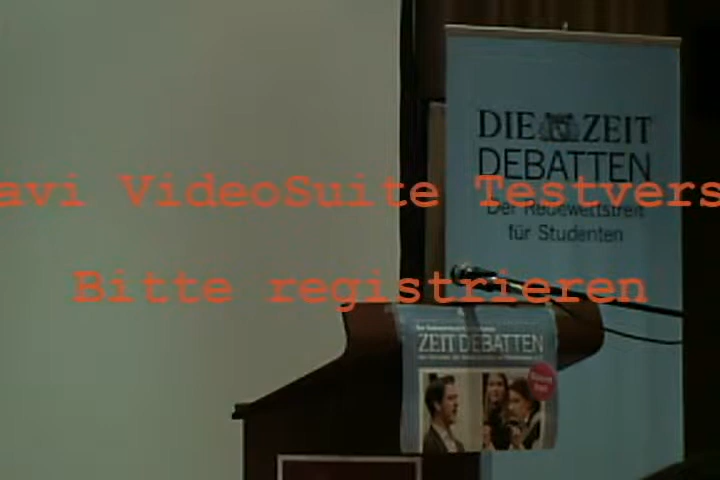 DIE ZEIT
DEBATTEN
avi VideoSuite Testvers
Der Redewettstreit
für Studenten
Bitte registrieren
ZEIT DEBATTEN